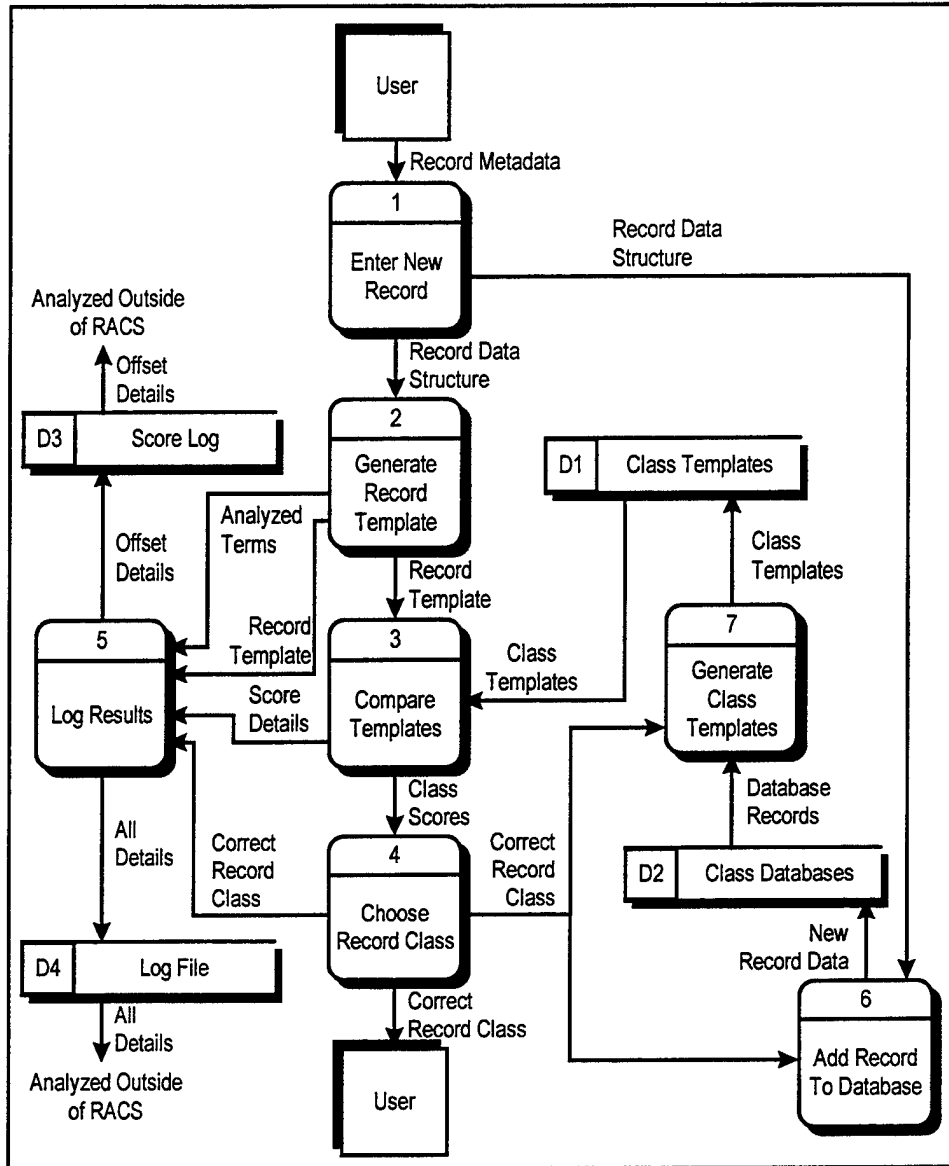 User
Record Metadata
1
Enter New
Record
Record Data
Structure
Analyzed Outside
of RACS
Offset
Details
Record Data
Structure
D3
Score Log
2
Generate
Record
Template
D1
Class Templates
Analyzed
Terms
Offset
Details
Record
Template
Class
Templates
5
Log Results
Record
Template
3
Compare
Templates
Class
Templates
7
Generate
Class
Templates
Score
Details
Class
Scores
Database
Records
All
Details
Correct
Record
Class
4
Choose
Record Class
Correct
Record
Class
D2
Class Databases
New
Record Data
D4
Log File
6
Add Record
To Database
All
Details
Correct
Record Class
Analyzed Outside
of RACS
User